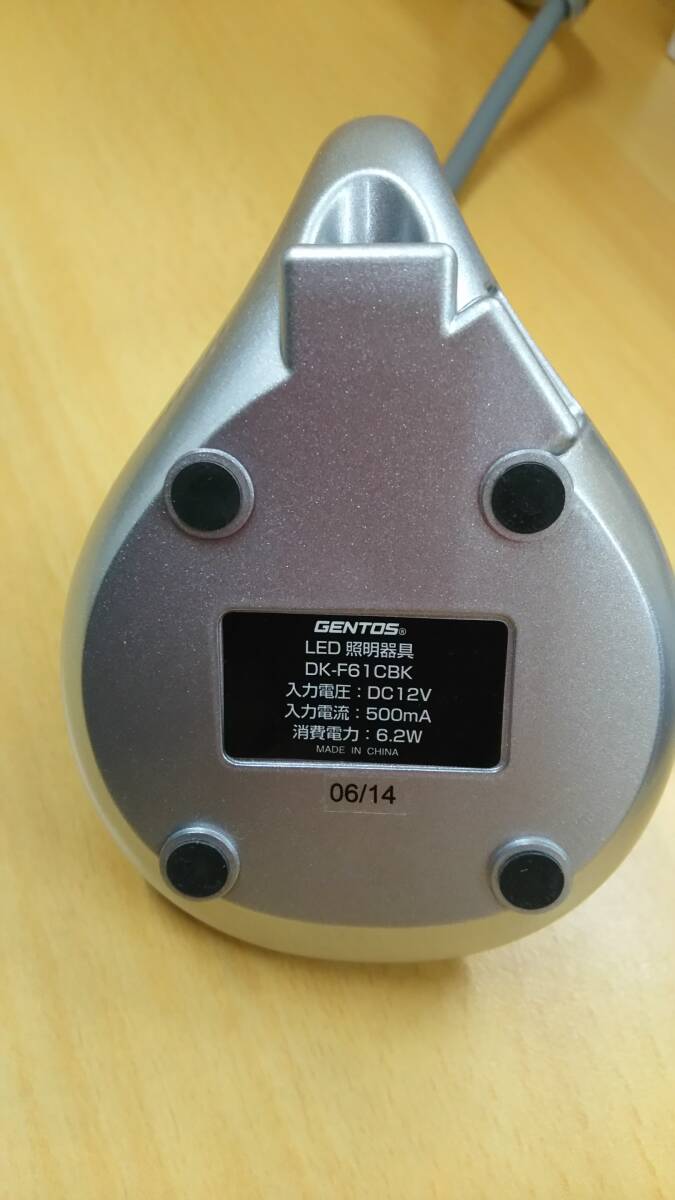 GENTOS®
LED 照明器具
DK-F61CBK
入力電圧：DC12V
入力電流：500mA
消費電力：6.2W
MADE IN CHINA
06/14